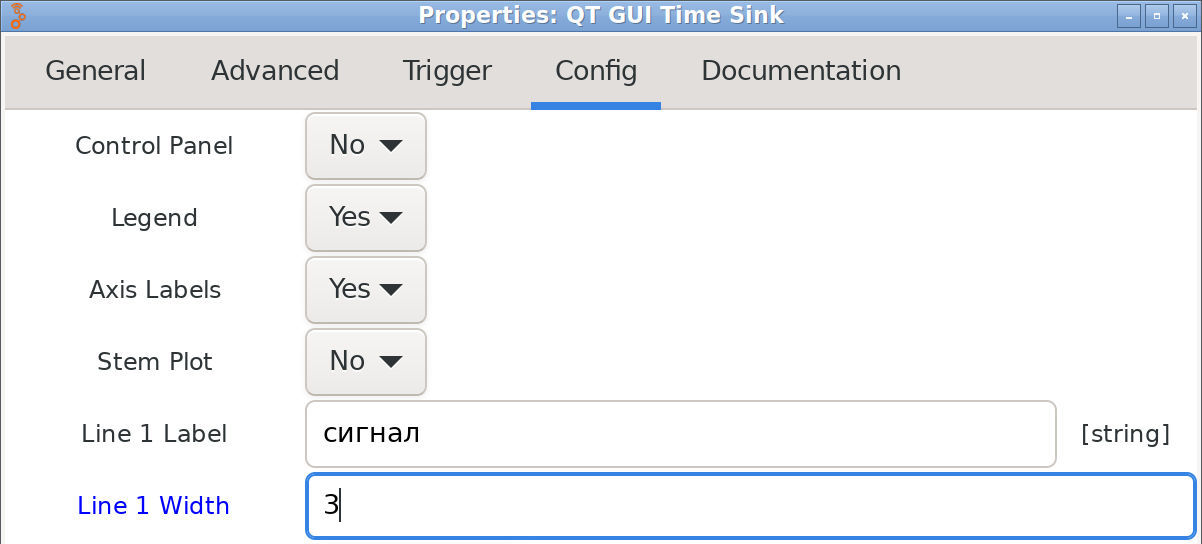 Properties: QT GUI Time Sink
General Advanced Trigger Config Documentation
Control Panel No
Legend Yes
Axis Labels Yes
Stem Plot No
Line 1 Label сигнал [string]
Line 1 Width 3